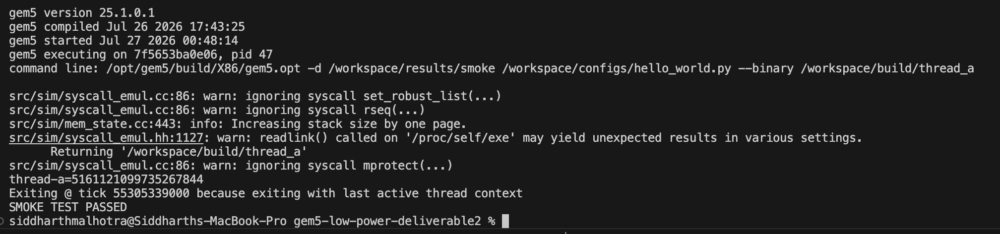 gem5 version 25.1.0.1
gem5 compiled Jul 26 2026 17:43:25
gem5 started Jul 27 2026 00:48:14
gem5 executing on 7f5653ba0e06, pid 47
command line: /opt/gem5/build/X86/gem5.opt -d /workspace/results/smoke /workspace/configs/hello_world.py --binary /workspace/build/thread_a
src/sim/syscall_emul.cc:86: warn: ignoring syscall set_robust_list(...)
src/sim/syscall_emul.cc:86: warn: ignoring syscall rseq(...)
src/sim/mem_state.cc:443: info: Increasing stack size by one page.
src/sim/syscall_emul.hh:1127: warn: readlink() called on '/proc/self/exe' may yield unexpected results in various settings.
Returning '/workspace/build/thread_a'
src/sim/syscall_emul.cc:86: warn: ignoring syscall mprotect(...)
thread-a=5161121099735267844
Exiting @ tick 55305339000 because exiting with last active thread context
SMOKE TEST PASSED
siddharthmalhotra@Siddharths-MacBook-Pro gem5-low-power-deliverable2 %